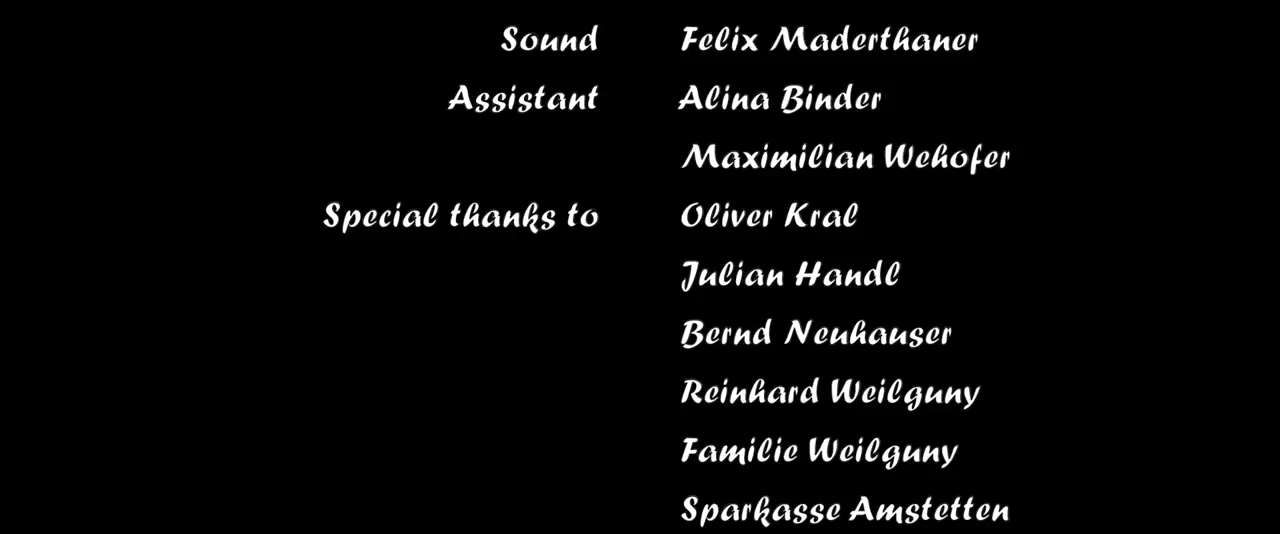 Sound Felix Maderthaner
Assistant Alina Binder
Maximilian Wehofer
Special thanks to Oliver Kral
Julian Handl
Bernd Neuhauser
Reinhard Weilguny
Familie Weilguny
Sparkasse Amstetten